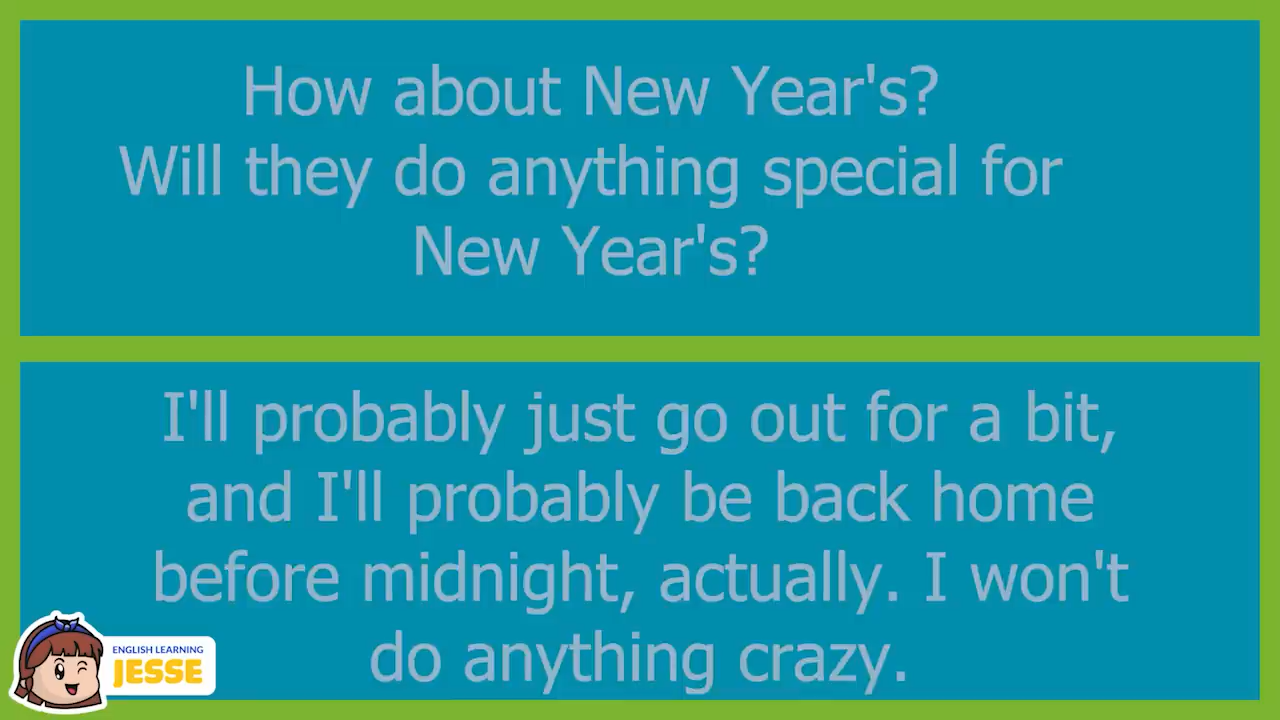 How about New Year's?
Will they do anything special for
New Year's?
I'll probably just go out for a bit,
and I'll probably be back home
before midnight, actually. I won't
do anything crazy.
ENGLISH LEARNING
JESSE